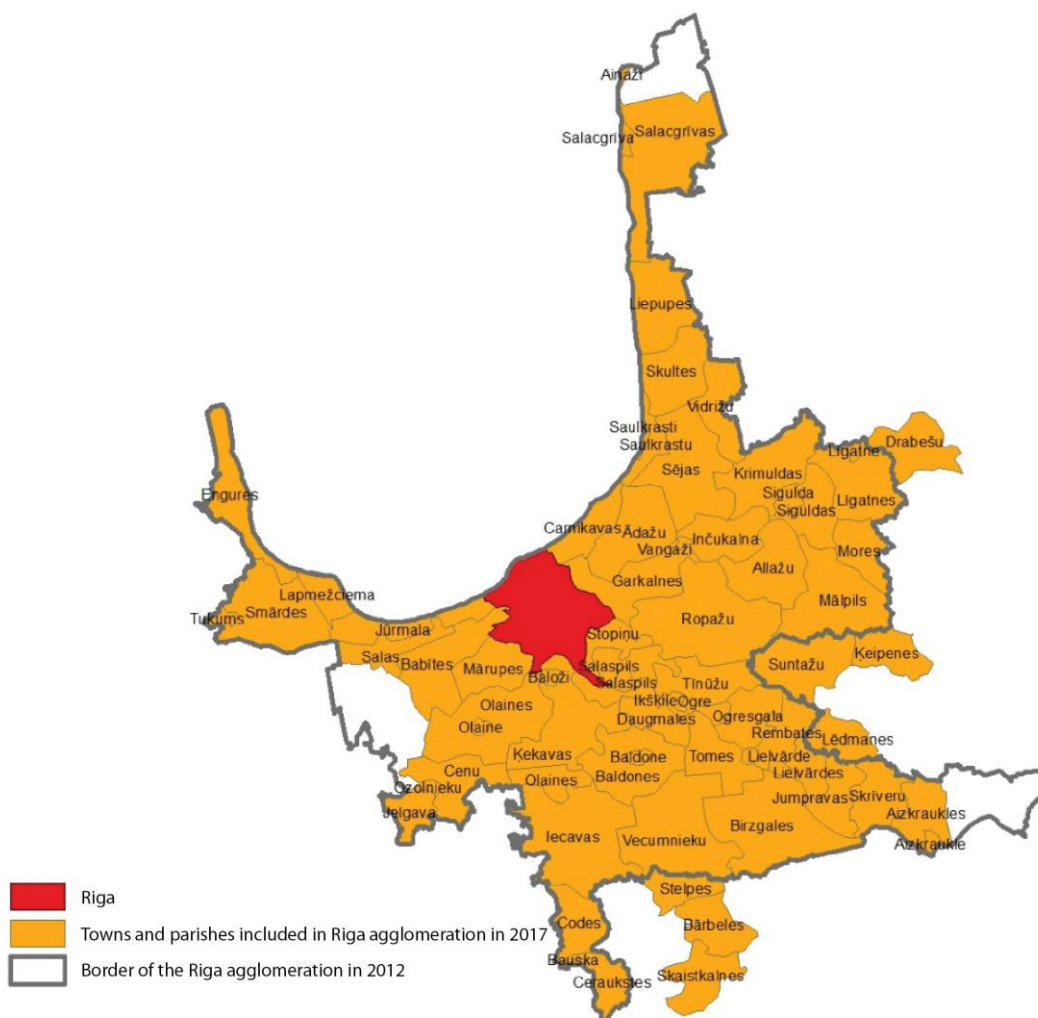 Ainaži
Salacgrīva
Salacgrīvas
Liepupes
Skultes
Vidrižu
Saulkrasti
Saulkrastu
Sējas
Krimuldas
Līgatne
Drabešu
Sigulda
Siguldas
Līgatnes
Engures
Carnikavas
Ādažu
Vangaži
Inčukalna
Mores
Allažu
Garkalnes
Lapmežciema
Mālpils
Tukums
Smārdes
Ropažu
Jūrmala
Stopiņu
Ķeipenes
Salas
Babītes
Mārupes
Baloži
Salaspils
Salaspils
Suntažu
Tīnūžu
Ikšķile
Ogre
Olaines
Daugmales
Ogresgala
Olaine
Rembates
Lēdmanes
Ķekavas
Baldone
Tomes
Lielvārde
Cenu
Olaines
Baldones
Lielvārdes
Ozolnieku
Jumpravas
Skrīveru
Jelgava
Aizkraukles
Birzgales
Iecavas
Vecumnieku
Aizkraukle
Stelpes
Codes
Bārbeles
Bauska
Ceraukstes
Skaistkalnes
Riga
Towns and parishes included in Riga agglomeration in 2017
Border of the Riga agglomeration in 2012